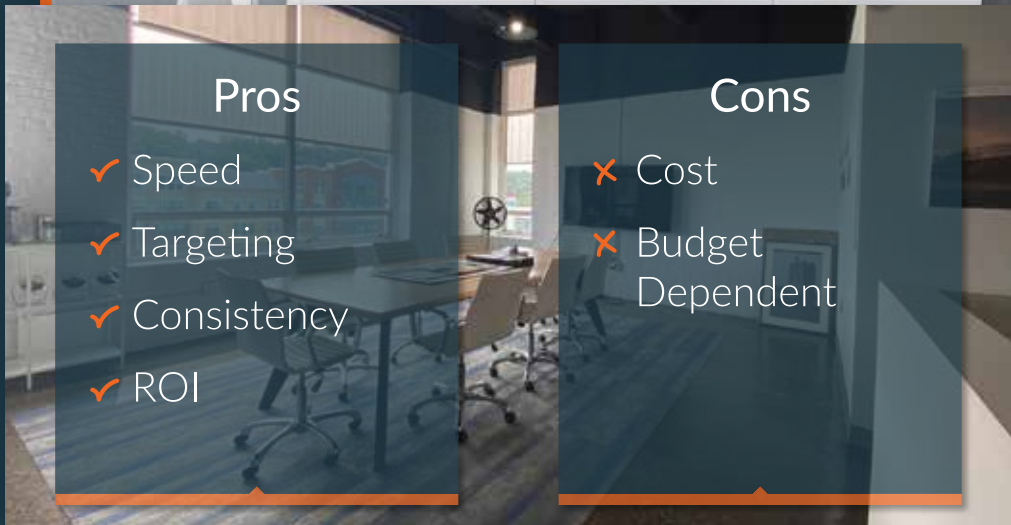 Pros
Speed
Targeting
Consistency
ROI
Cons
Cost
Budget
Dependent